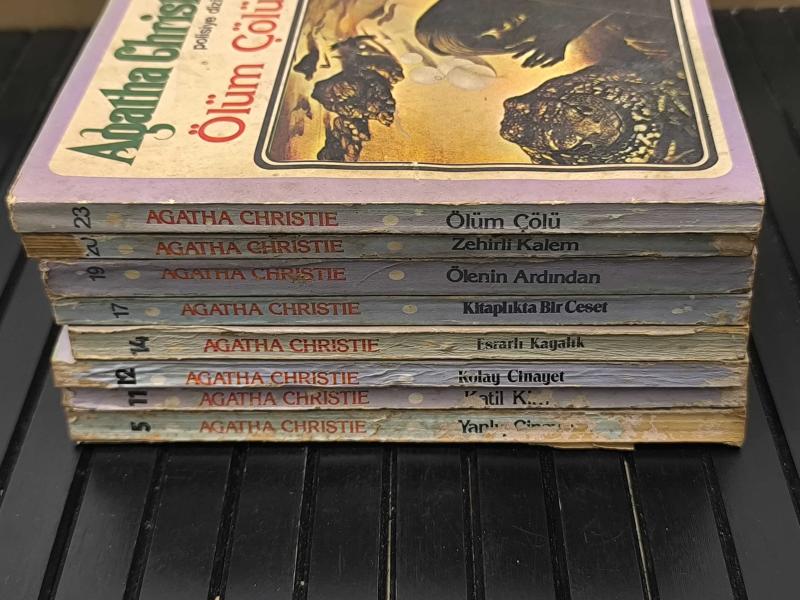 Agatha Christi
polisiye dizi
Ölüm Çölü
23 AGATHA CHRISTIE Ölüm Çölü
20 AGATHA CHRISTIE Zehirli Kalem
19 AGATHA CHRISTIE Ölenin Ardından
17 AGATHA CHRISTIE Kitaplıkta Bir Ceset
14 AGATHA CHRISTIE Esrarlı Kayalık
12 AGATHA CHRISTIE Kolay Cinayet
11 AGATHA CHRISTIE Katil
5 AGATHA CHRISTIE